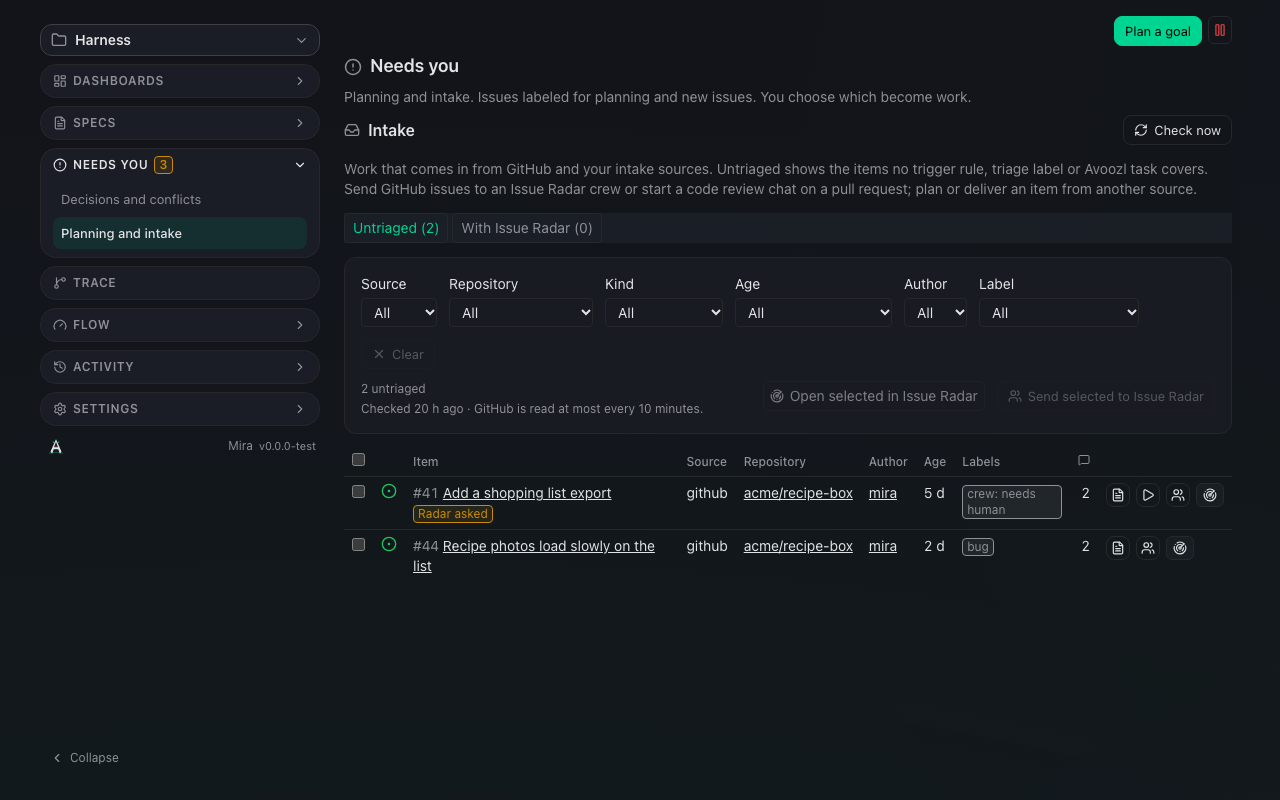 Harness
DASHBOARDS
SPECS
NEEDS YOU 3
Decisions and conflicts
Planning and intake
TRACE
FLOW
ACTIVITY
SETTINGS
A Mira v0.0.0-test
Collapse
Plan a goal
Needs you
Planning and intake. Issues labeled for planning and new issues. You choose which become work.
Intake
Check now
Work that comes in from GitHub and your intake sources. Untriaged shows the items no trigger rule, triage label or Avoozl task covers.
Send GitHub issues to an Issue Radar crew or start a code review chat on a pull request; plan or deliver an item from another source.
Untriaged (2) With Issue Radar (0)
Source Repository Kind Age Author Label
All All All All All All
Clear
2 untriaged
Checked 20 h ago · GitHub is read at most every 10 minutes.
Open selected in Issue Radar Send selected to Issue Radar
Item Source Repository Author Age Labels
#41 Add a shopping list export github acme/recipe-box mira 5 d crew: needs human 2
Radar asked
#44 Recipe photos load slowly on the list github acme/recipe-box mira 2 d bug 2